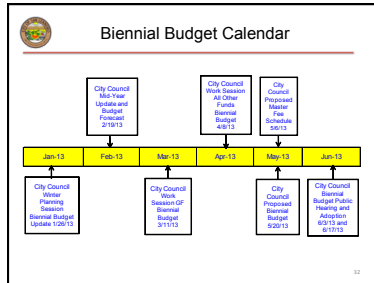 Biennial Budget Calendar
City Council
Mid-Year
Update and
Budget
Forecast
2/19/13
City Council
Work Session
All Other
Funds
Biennial
Budget
4/8/13
City
Council
Proposed
Master
Fee
Schedule
5/6/13
Jan-13
Feb-13
Mar-13
Apr-13
May-13
Jun-13
City Council
Winter
Planning
Session
Biennial Budget
Update 1/26/13
City Council
Work
Session GF
Biennial
Budget
3/11/13
City
Council
Proposed
Biennial
Budget
5/20/13
City Council
Biennial
Budget Public
Hearing and
Adoption
6/3/13 and
6/17/13
32